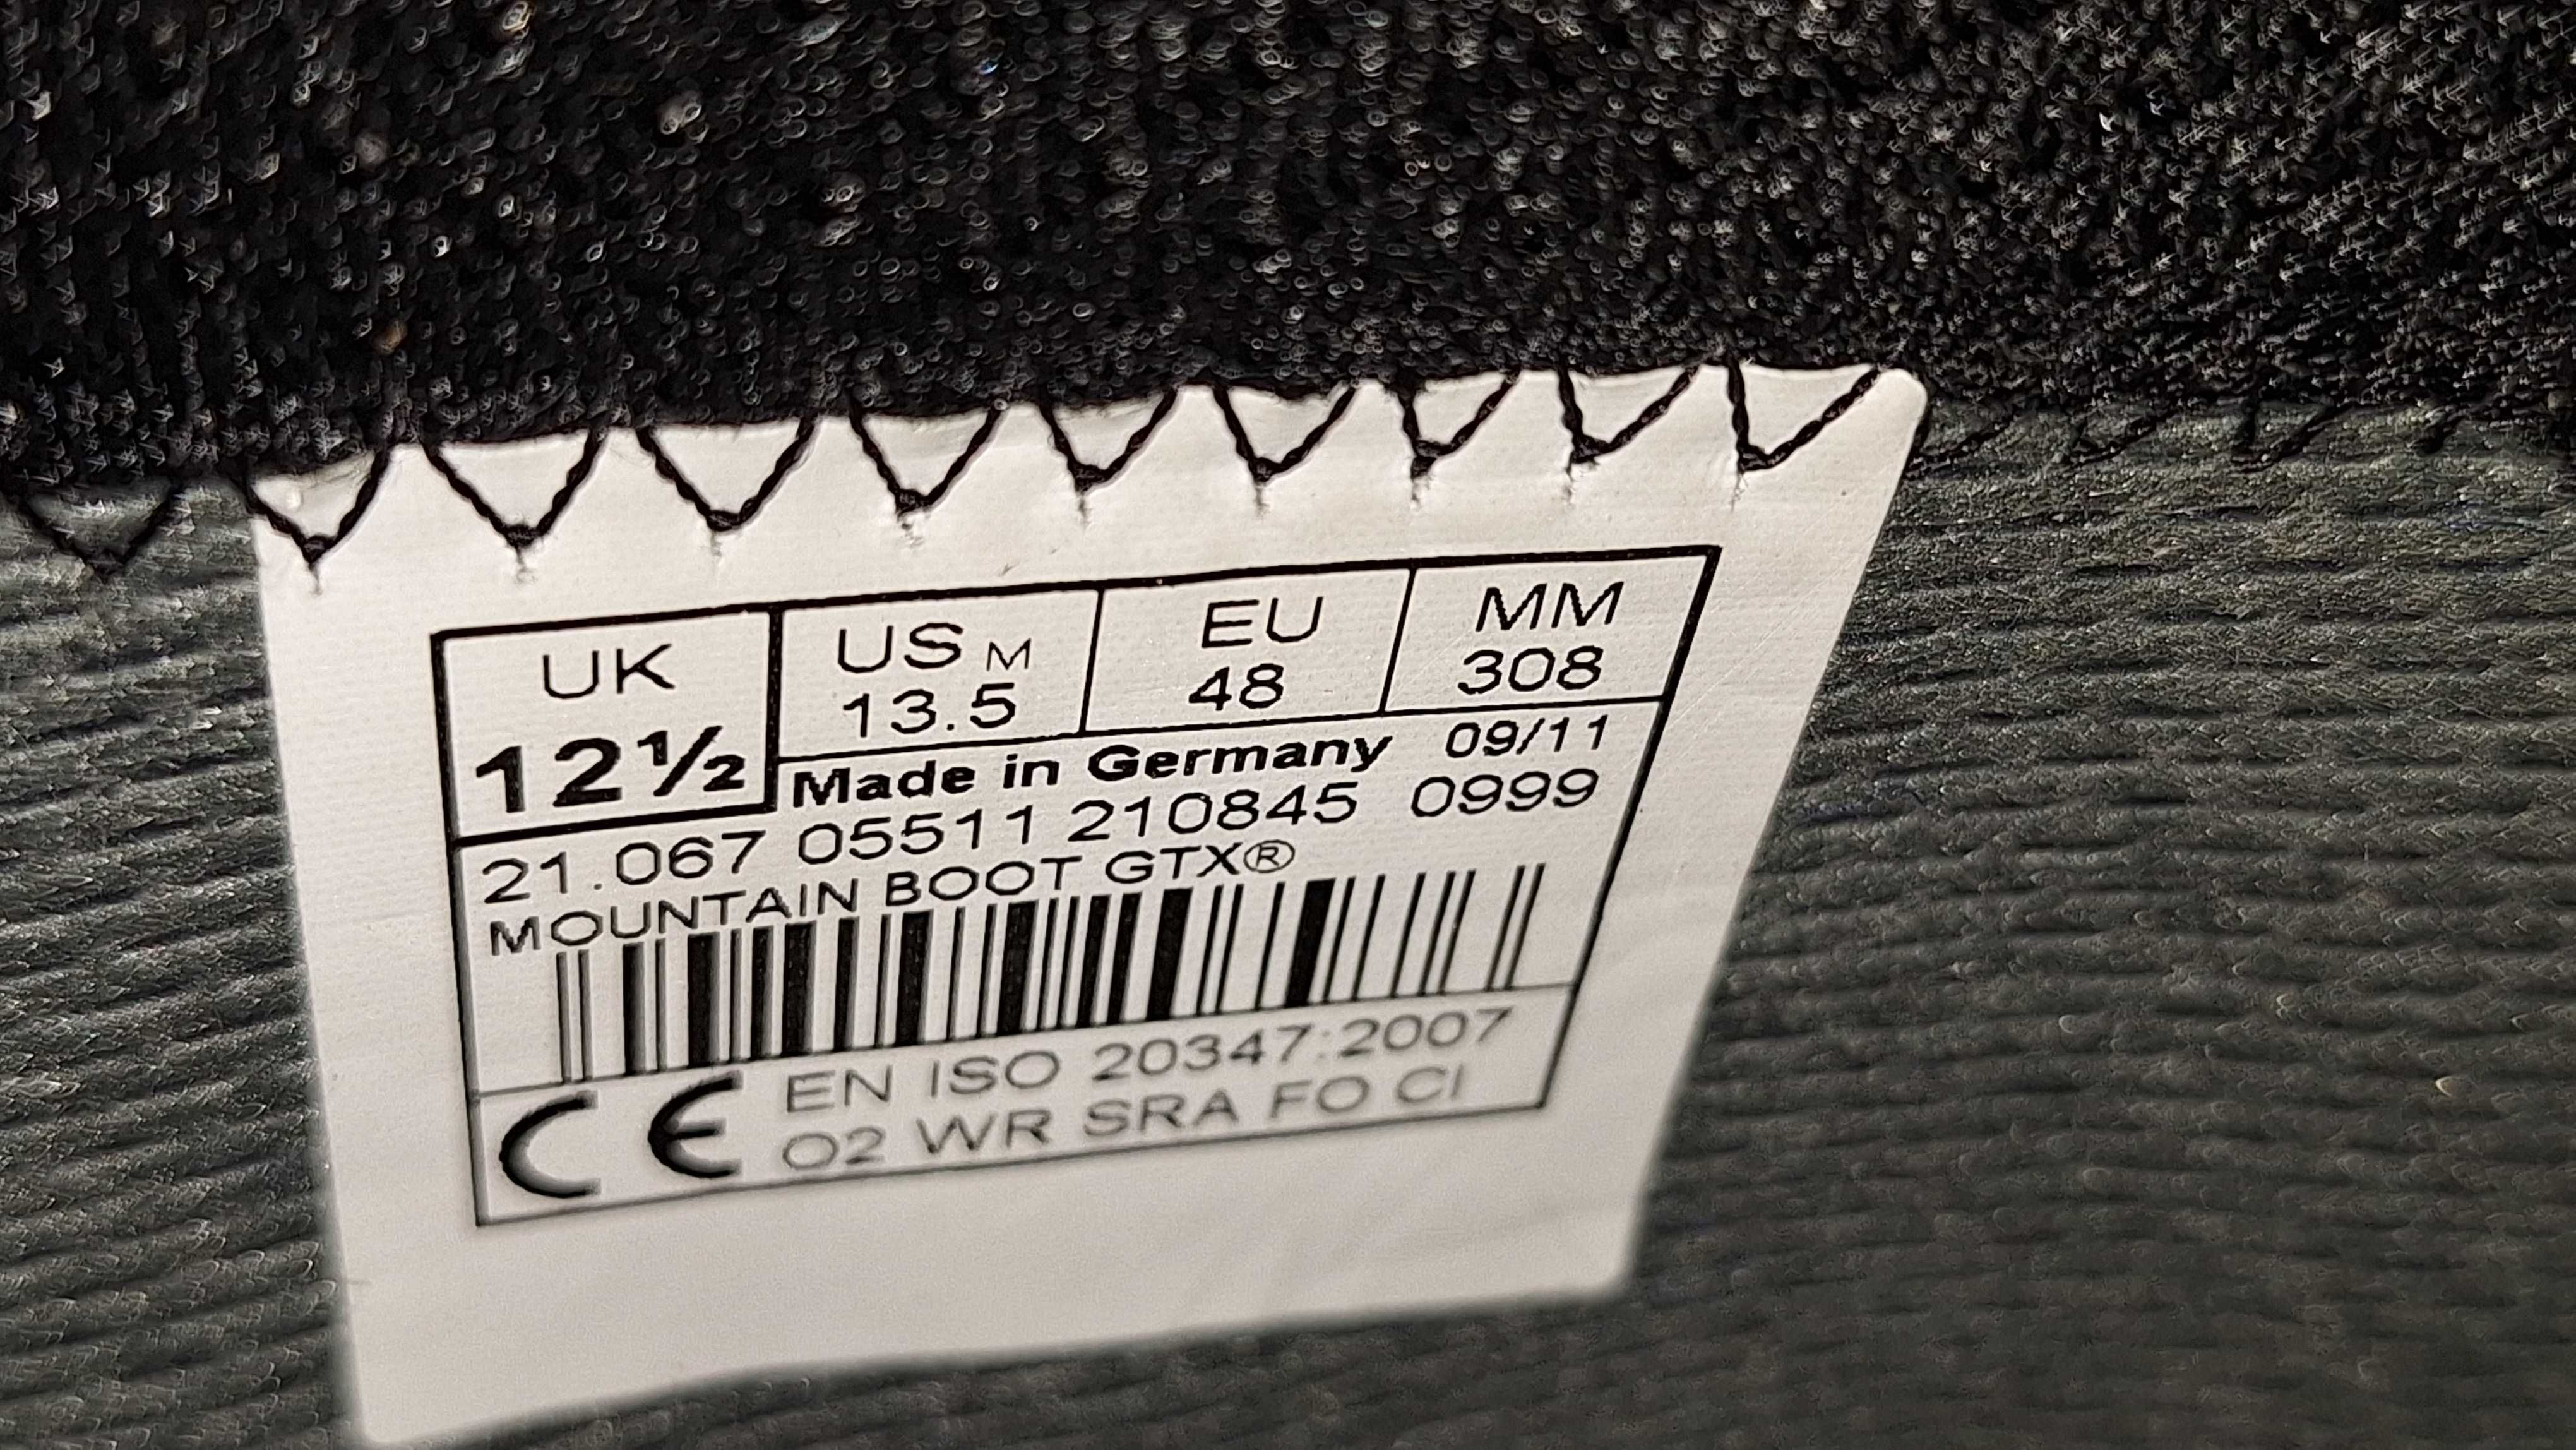 UK US M EU MM
12½ 13.5 48 308
Made in Germany 09/11
21.067 05511 210845 0999
MOUNTAIN BOOT GTX®
CE EN ISO 20347:2007
O2 WR SRA FO CI